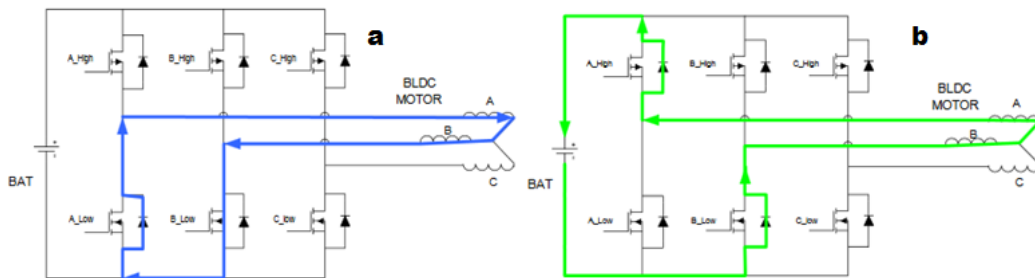 a
A_High
B_High
C_High
BLDC
MOTOR
A
B
C
BAT
A_Low
B_Low
C_low
b
A_High
B_High
C_High
BLDC
MOTOR
A
B
C
BAT
A_Low
B_Low
C_low